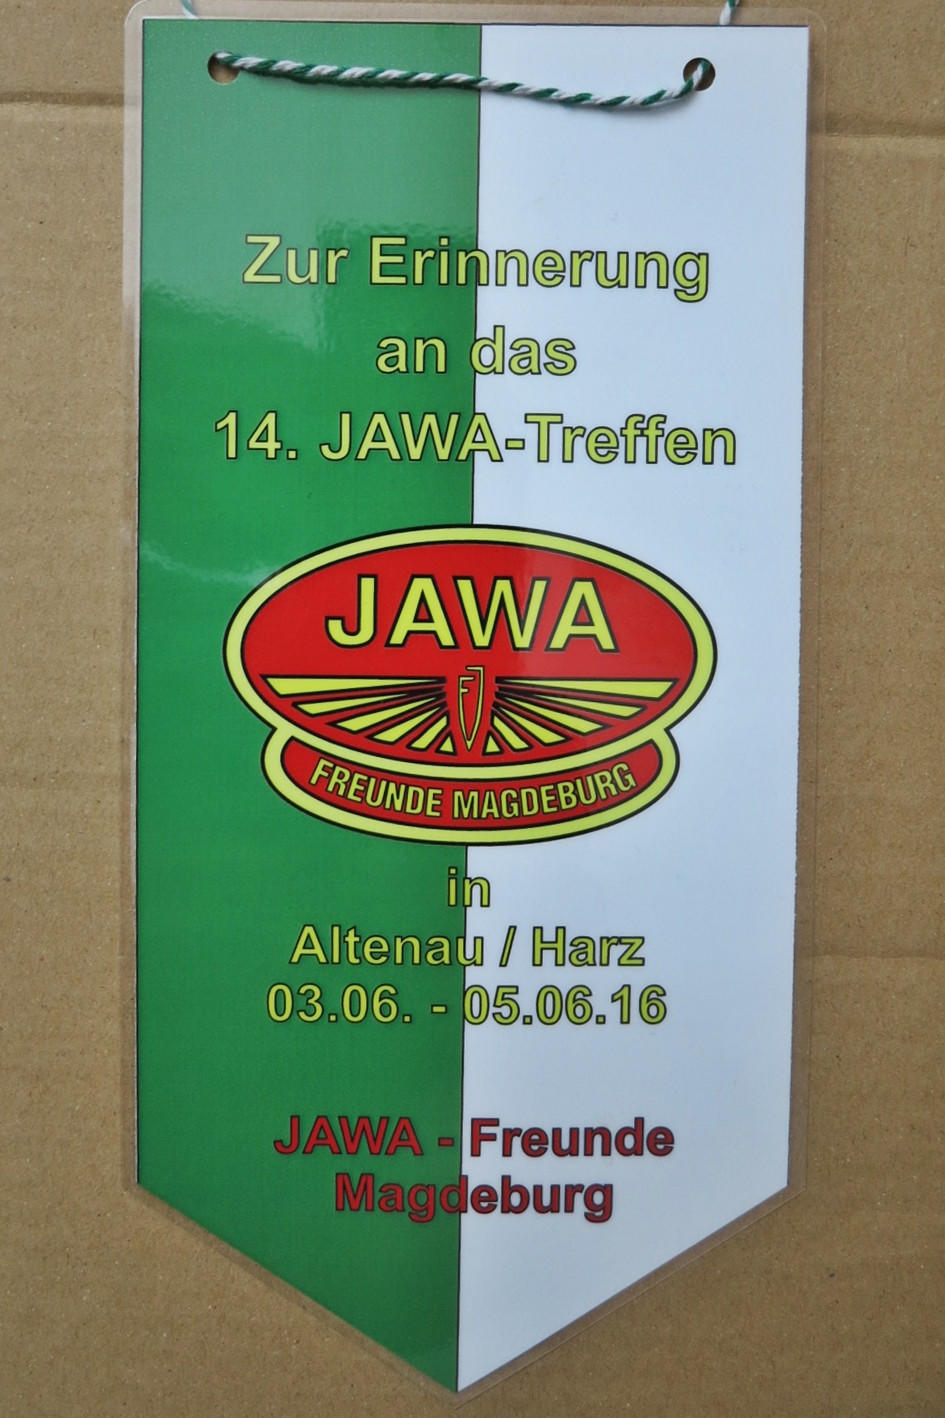 Zur Erinnerung
an das
14. JAWA-Treffen
JAWA
FJ
FREUNDE MAGDEBURG
in
Altenau / Harz
03.06. - 05.06.16
JAWA - Freunde
Magdeburg